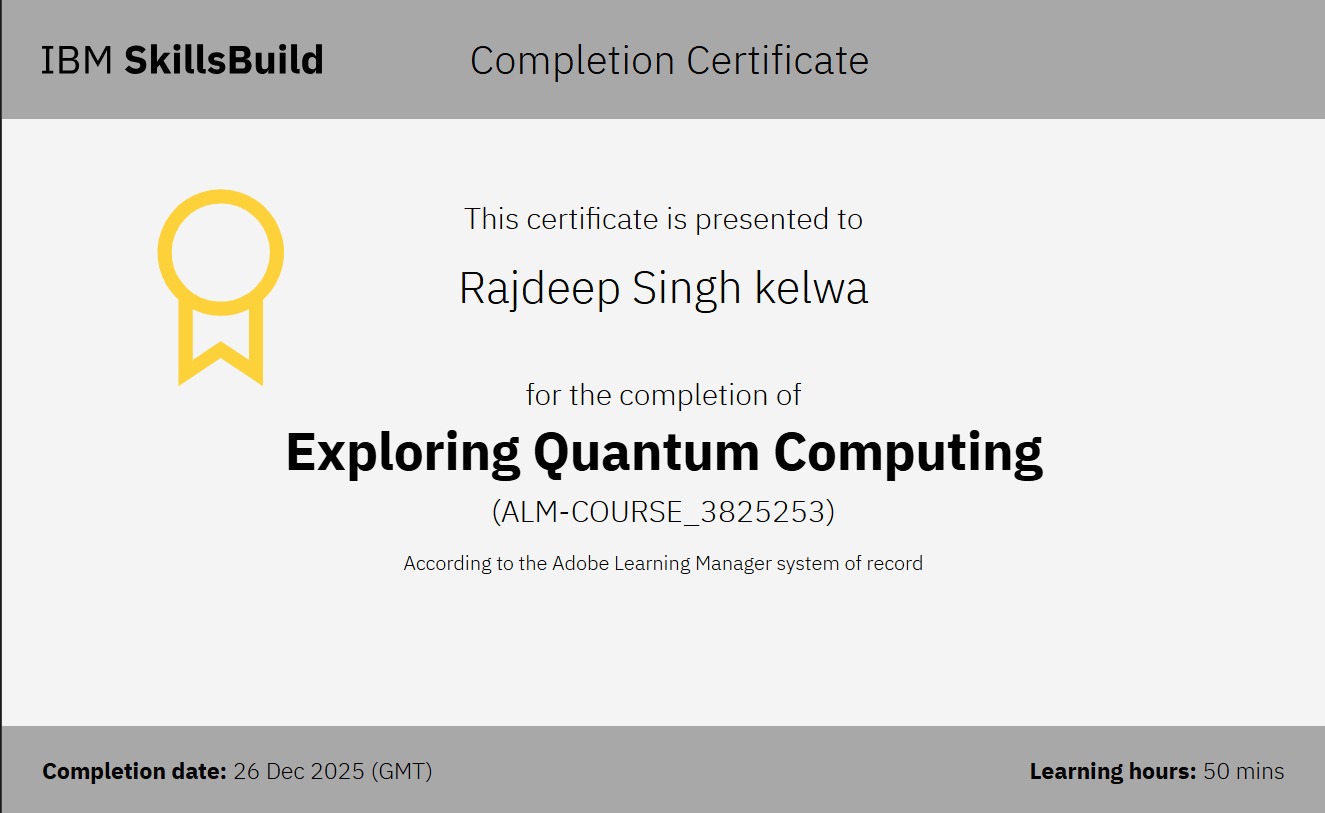 IBM SkillsBuild
Completion Certificate
This certificate is presented to
Rajdeep Singh kelwa
for the completion of
Exploring Quantum Computing
(ALM-COURSE_3825253)
According to the Adobe Learning Manager system of record
Completion date: 26 Dec 2025 (GMT)
Learning hours: 50 mins